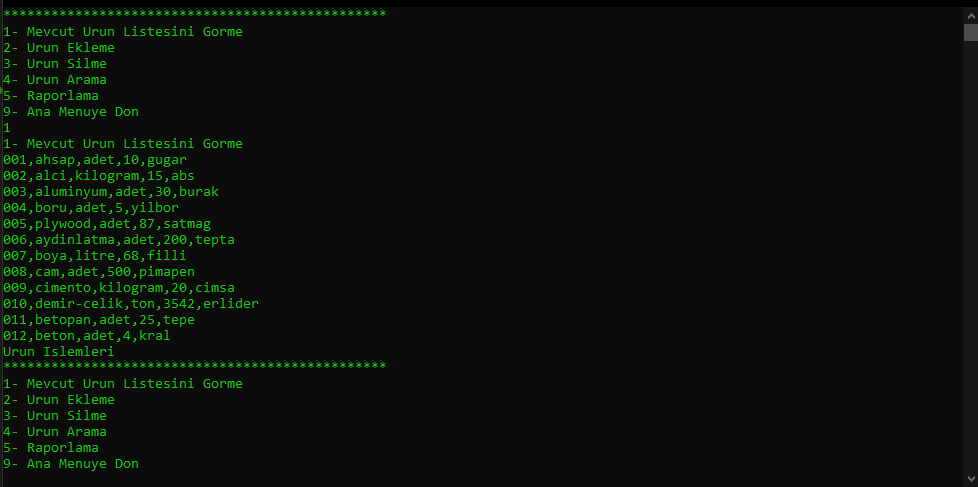 ************************************************
1- Mevcut Urun Listesini Gorme
2- Urun Ekleme
3- Urun Silme
4- Urun Arama
5- Raporlama
9- Ana Menuye Don
1
1- Mevcut Urun Listesini Gorme
001,ahsap,adet,10,gugar
002,alci,kilogram,15,abs
003,aluminyum,adet,30,burak
004,boru,adet,5,yilbor
005,plywood,adet,87,satmag
006,aydinlatma,adet,200,tepta
007,boya,litre,68,filli
008,cam,adet,500,pimapen
009,cimento,kilogram,20,cimsa
010,demir-celik,ton,3542,erlider
011,betopan,adet,25,tepe
012,beton,adet,4,kral
Urun Islemleri
************************************************
1- Mevcut Urun Listesini Gorme
2- Urun Ekleme
3- Urun Silme
4- Urun Arama
5- Raporlama
9- Ana Menuye Don